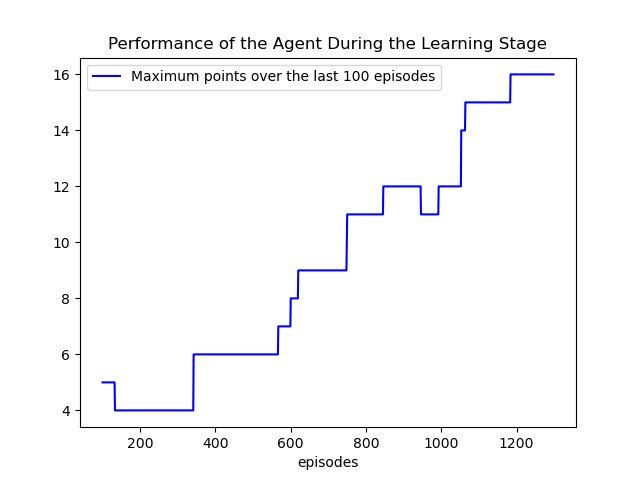 Performance of the Agent During the Learning Stage
Maximum points over the last 100 episodes
16
14
12
10
8
6
4
200 400 600 800 1000 1200
episodes